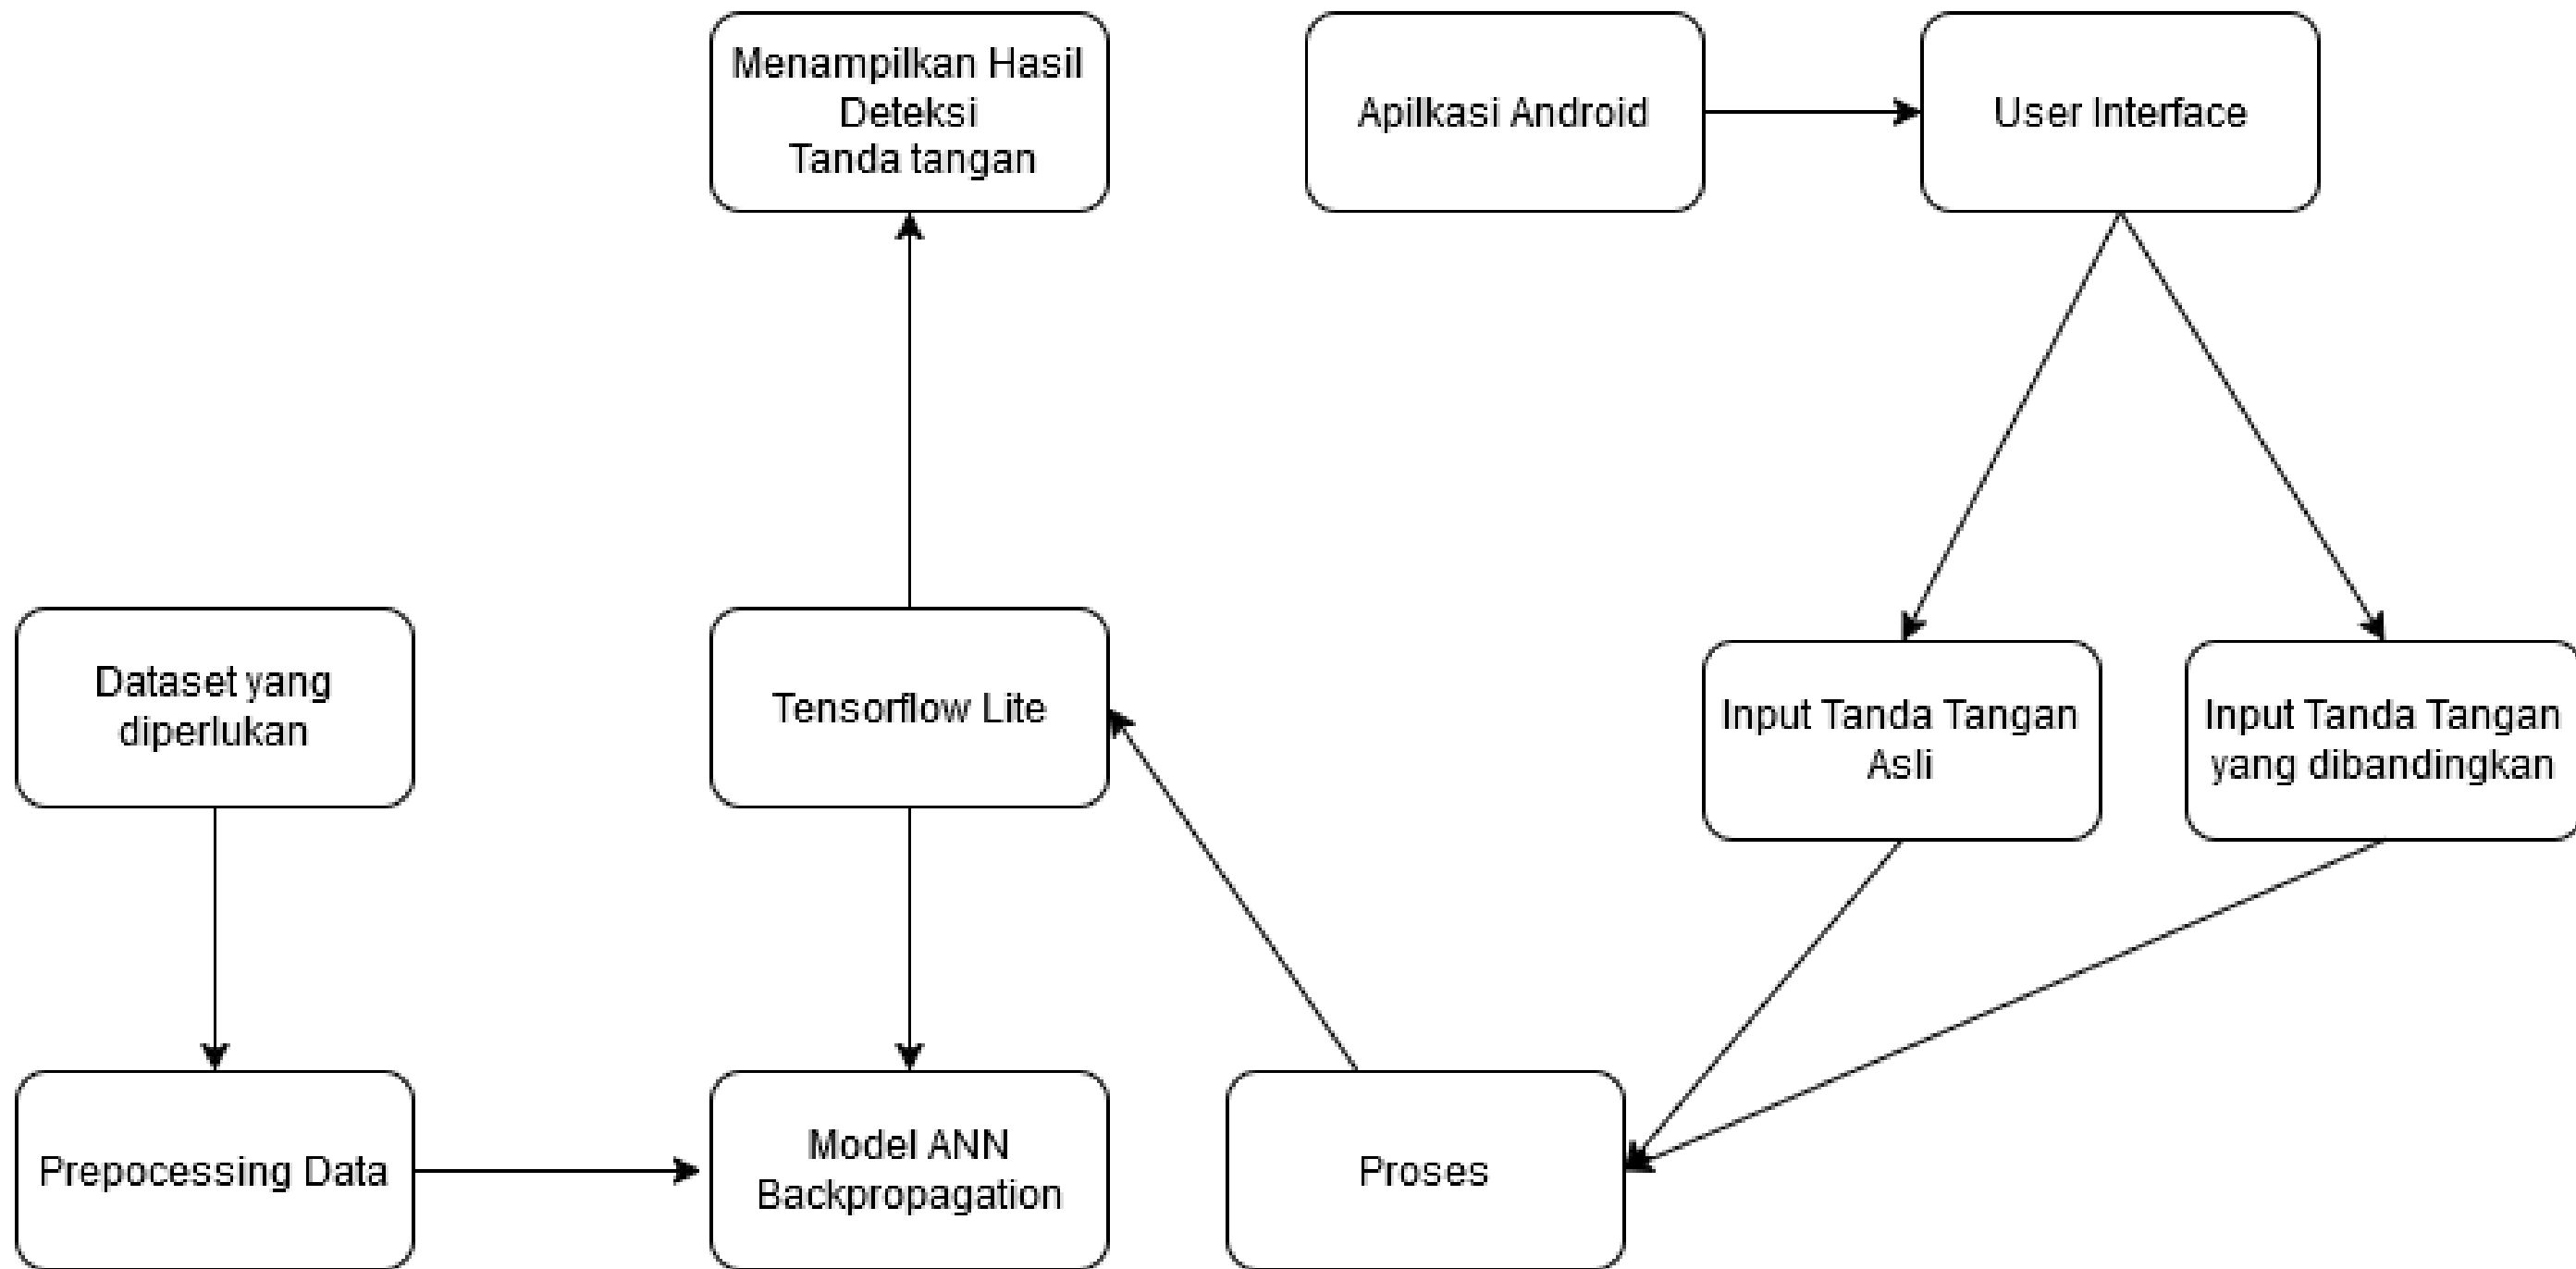 Menampilkan Hasil
Deteksi
Tanda tangan
Apilkasi Android
User Interface
Dataset yang
diperlukan
Tensorflow Lite
Input Tanda Tangan
Asli
Input Tanda Tangan
yang dibandingkan
Prepocessing Data
Model ANN
Backpropagation
Proses